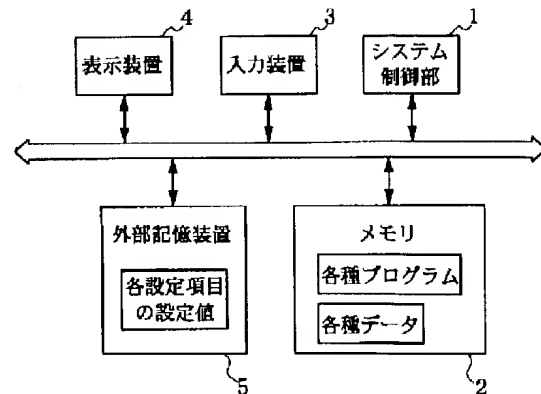 4
3
1
表示装置
入力装置
システム
制御部
外部記憶装置
各設定項目
の設定値
メモリ
各種プログラム
各種データ
5
2